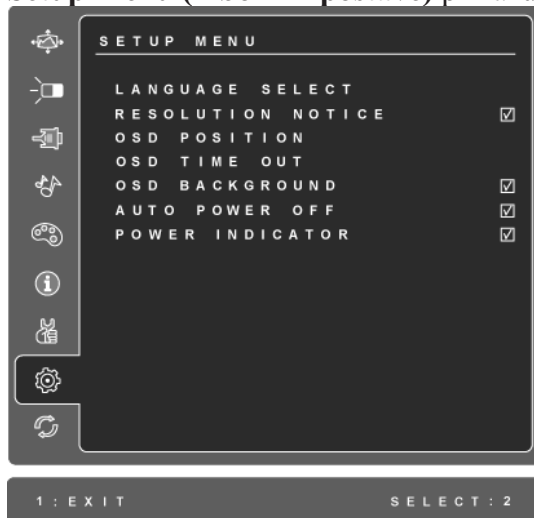 SETUP MENU
LANGUAGE SELECT
RESOLUTION NOTICE ☑
OSD POSITION
OSD TIME OUT
OSD BACKGROUND ☑
AUTO POWER OFF ☑
POWER INDICATOR ☑
1:EXIT SELECT:2